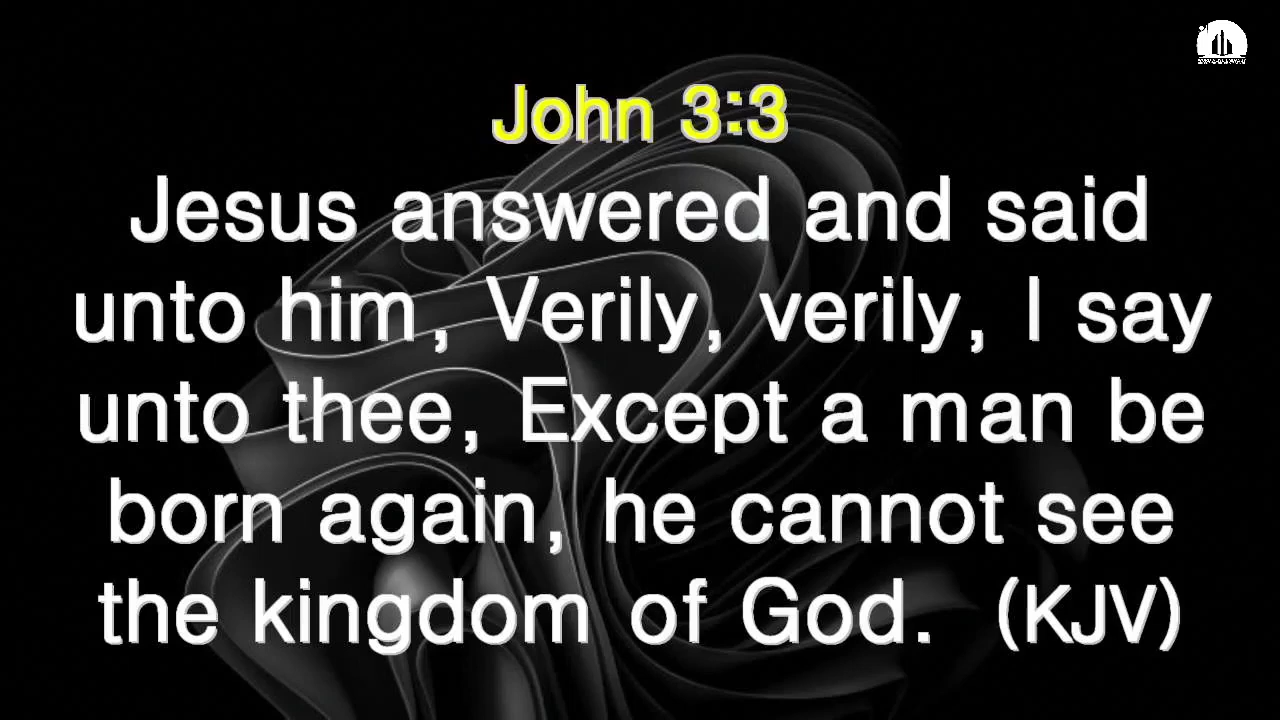 John 3:3
Jesus answered and said
unto him, Verily, verily, I say
unto thee, Except a man be
born again, he cannot see
the kingdom of God. (KJV)